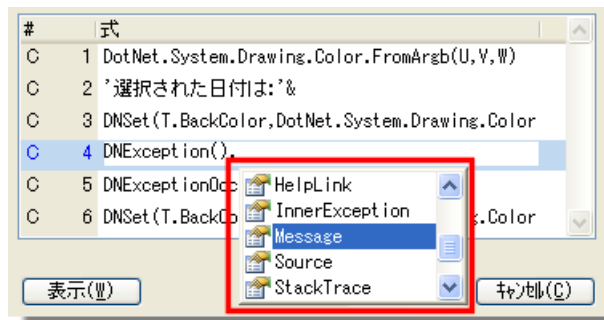 # 式
C 1 DotNet.System.Drawing.Color.FromArgb(U,V,W)
C 2 '選択された日付は:'&
C 3 DNSet(T.BackColor,DotNet.System.Drawing.Color
C 4 DNException().
C 5 DNExceptionOcc
C 6 DNSet(T.BackCo g.Color
HelpLink
InnerException
Message
Source
StackTrace
表示(W) ｷｬﾝｾﾙ(C)